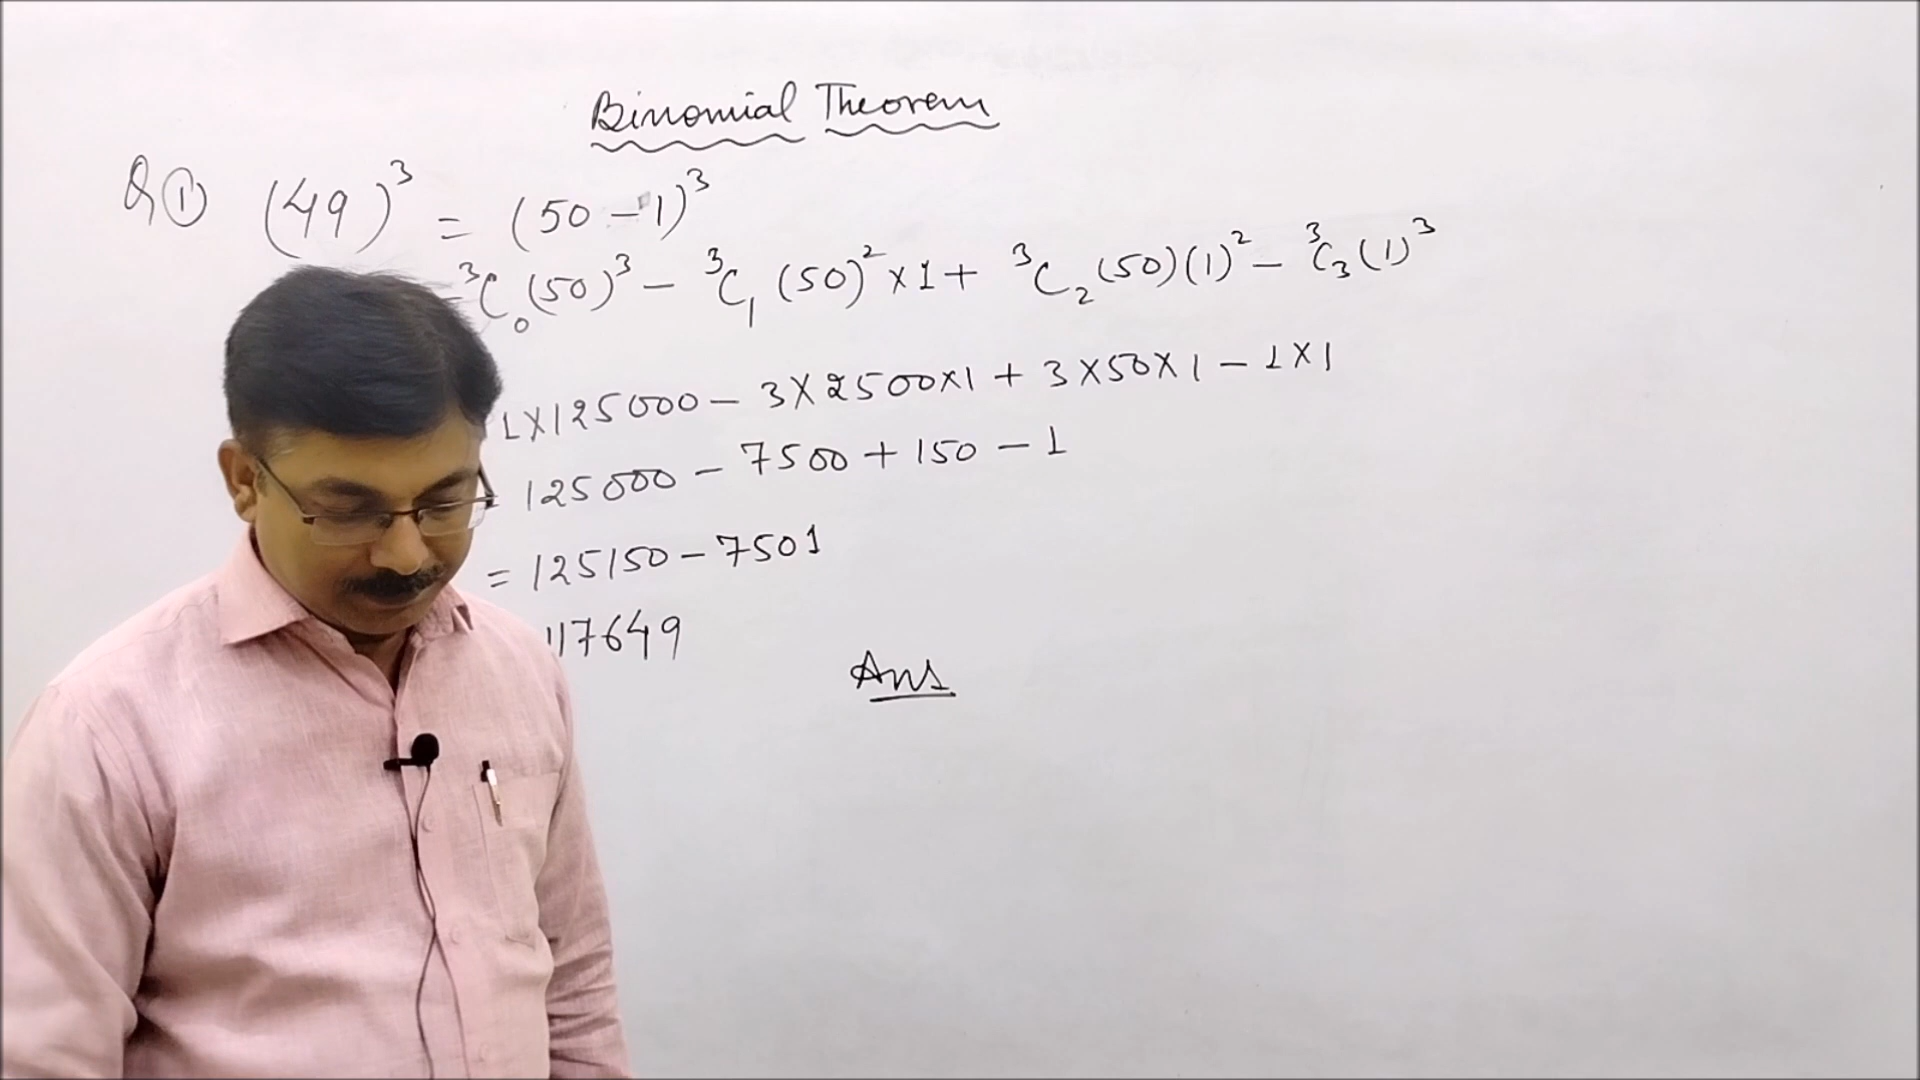 Binomial Theorem
Q① (49)³ = (50 - 1)³
= ³C₀(50)³ - ³C₁(50)² × 1 + ³C₂(50)(1)² - ³C₃(1)³
1×125000 - 3×2500×1 + 3×50×1 - 1×1
= 125000 - 7500 + 150 - 1
= 125150 - 7501
117649
Ans